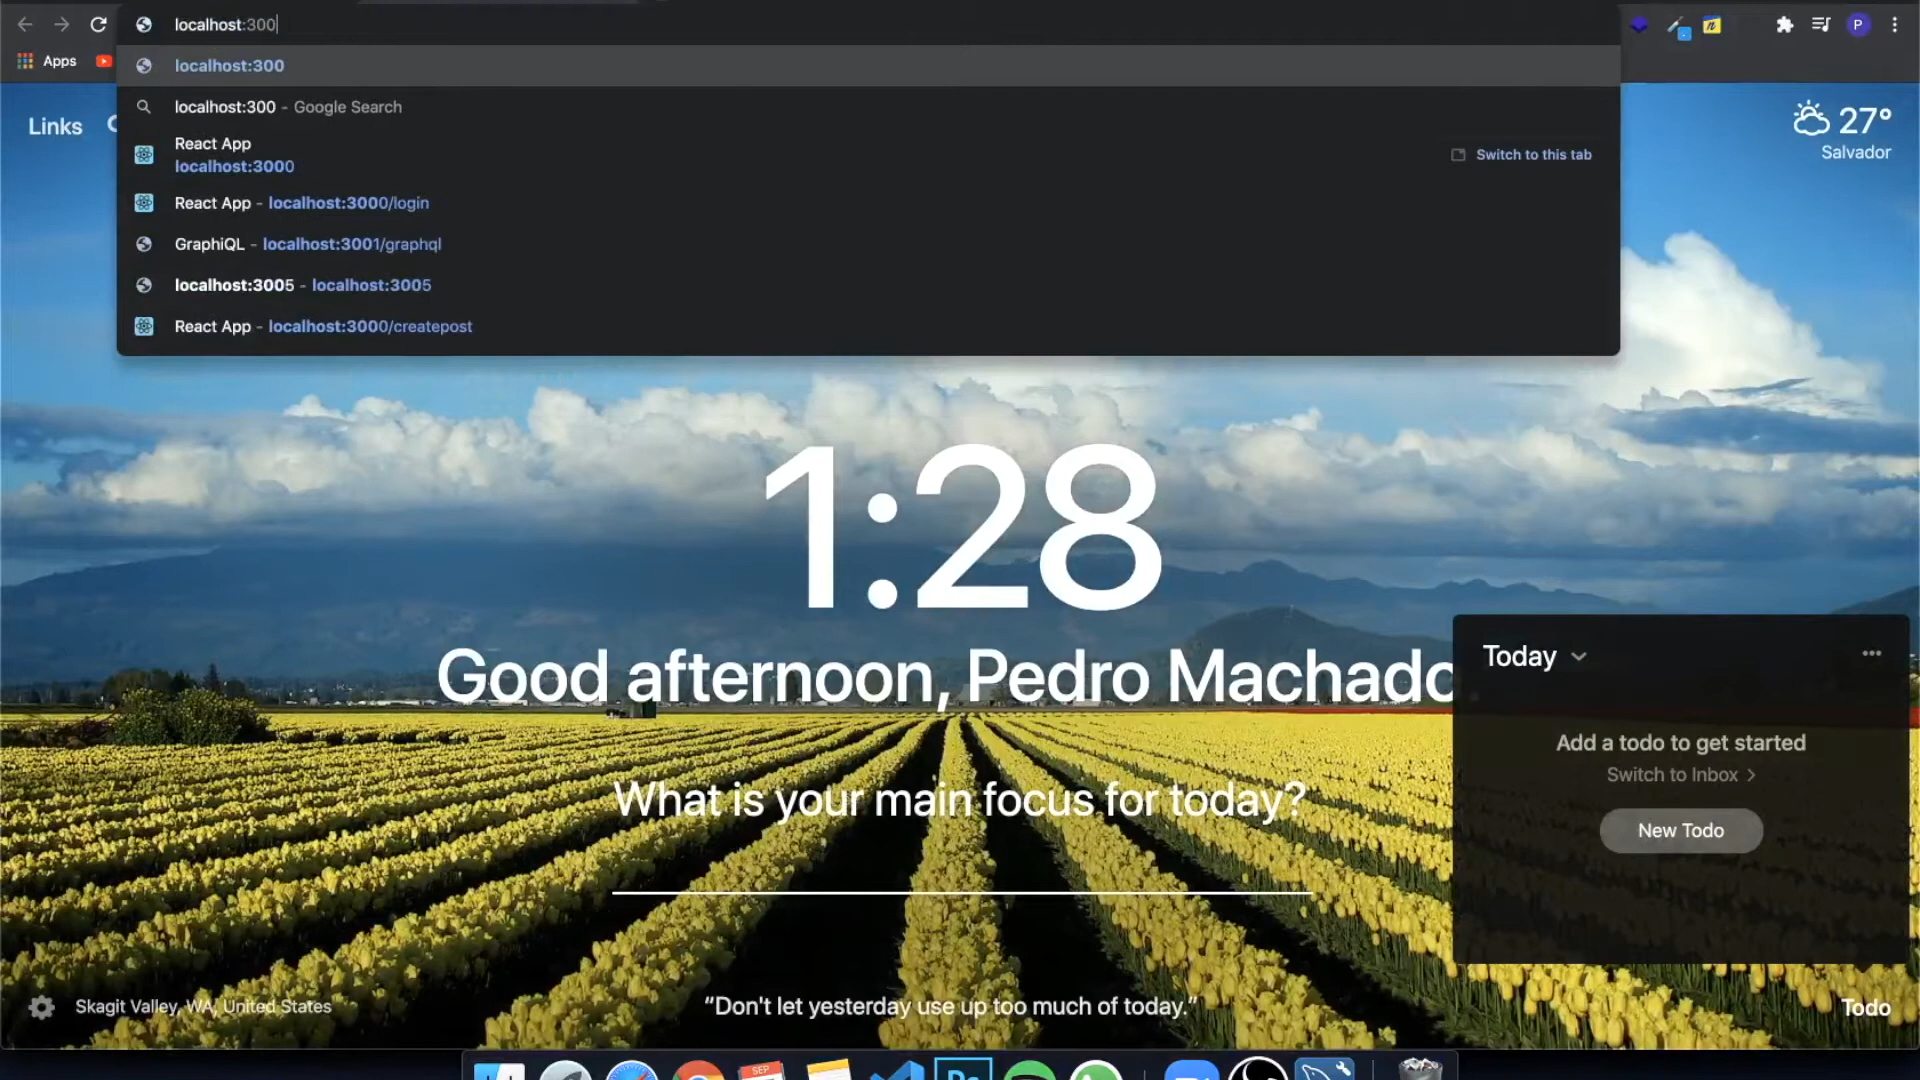 localhost:300
Apps
localhost:300
localhost:300 - Google Search
React App
localhost:3000
Switch to this tab
React App - localhost:3000/login
GraphiQL - localhost:3001/graphql
localhost:3005 - localhost:3005
React App - localhost:3000/createpost
P
Links
27°
Salvador
1:28
Good afternoon, Pedro Machado
What is your main focus for today?
Today
Add a todo to get started
Switch to Inbox >
New Todo
Skagit Valley, WA, United States
“Don't let yesterday use up too much of today.”
Todo
SEP
Ps